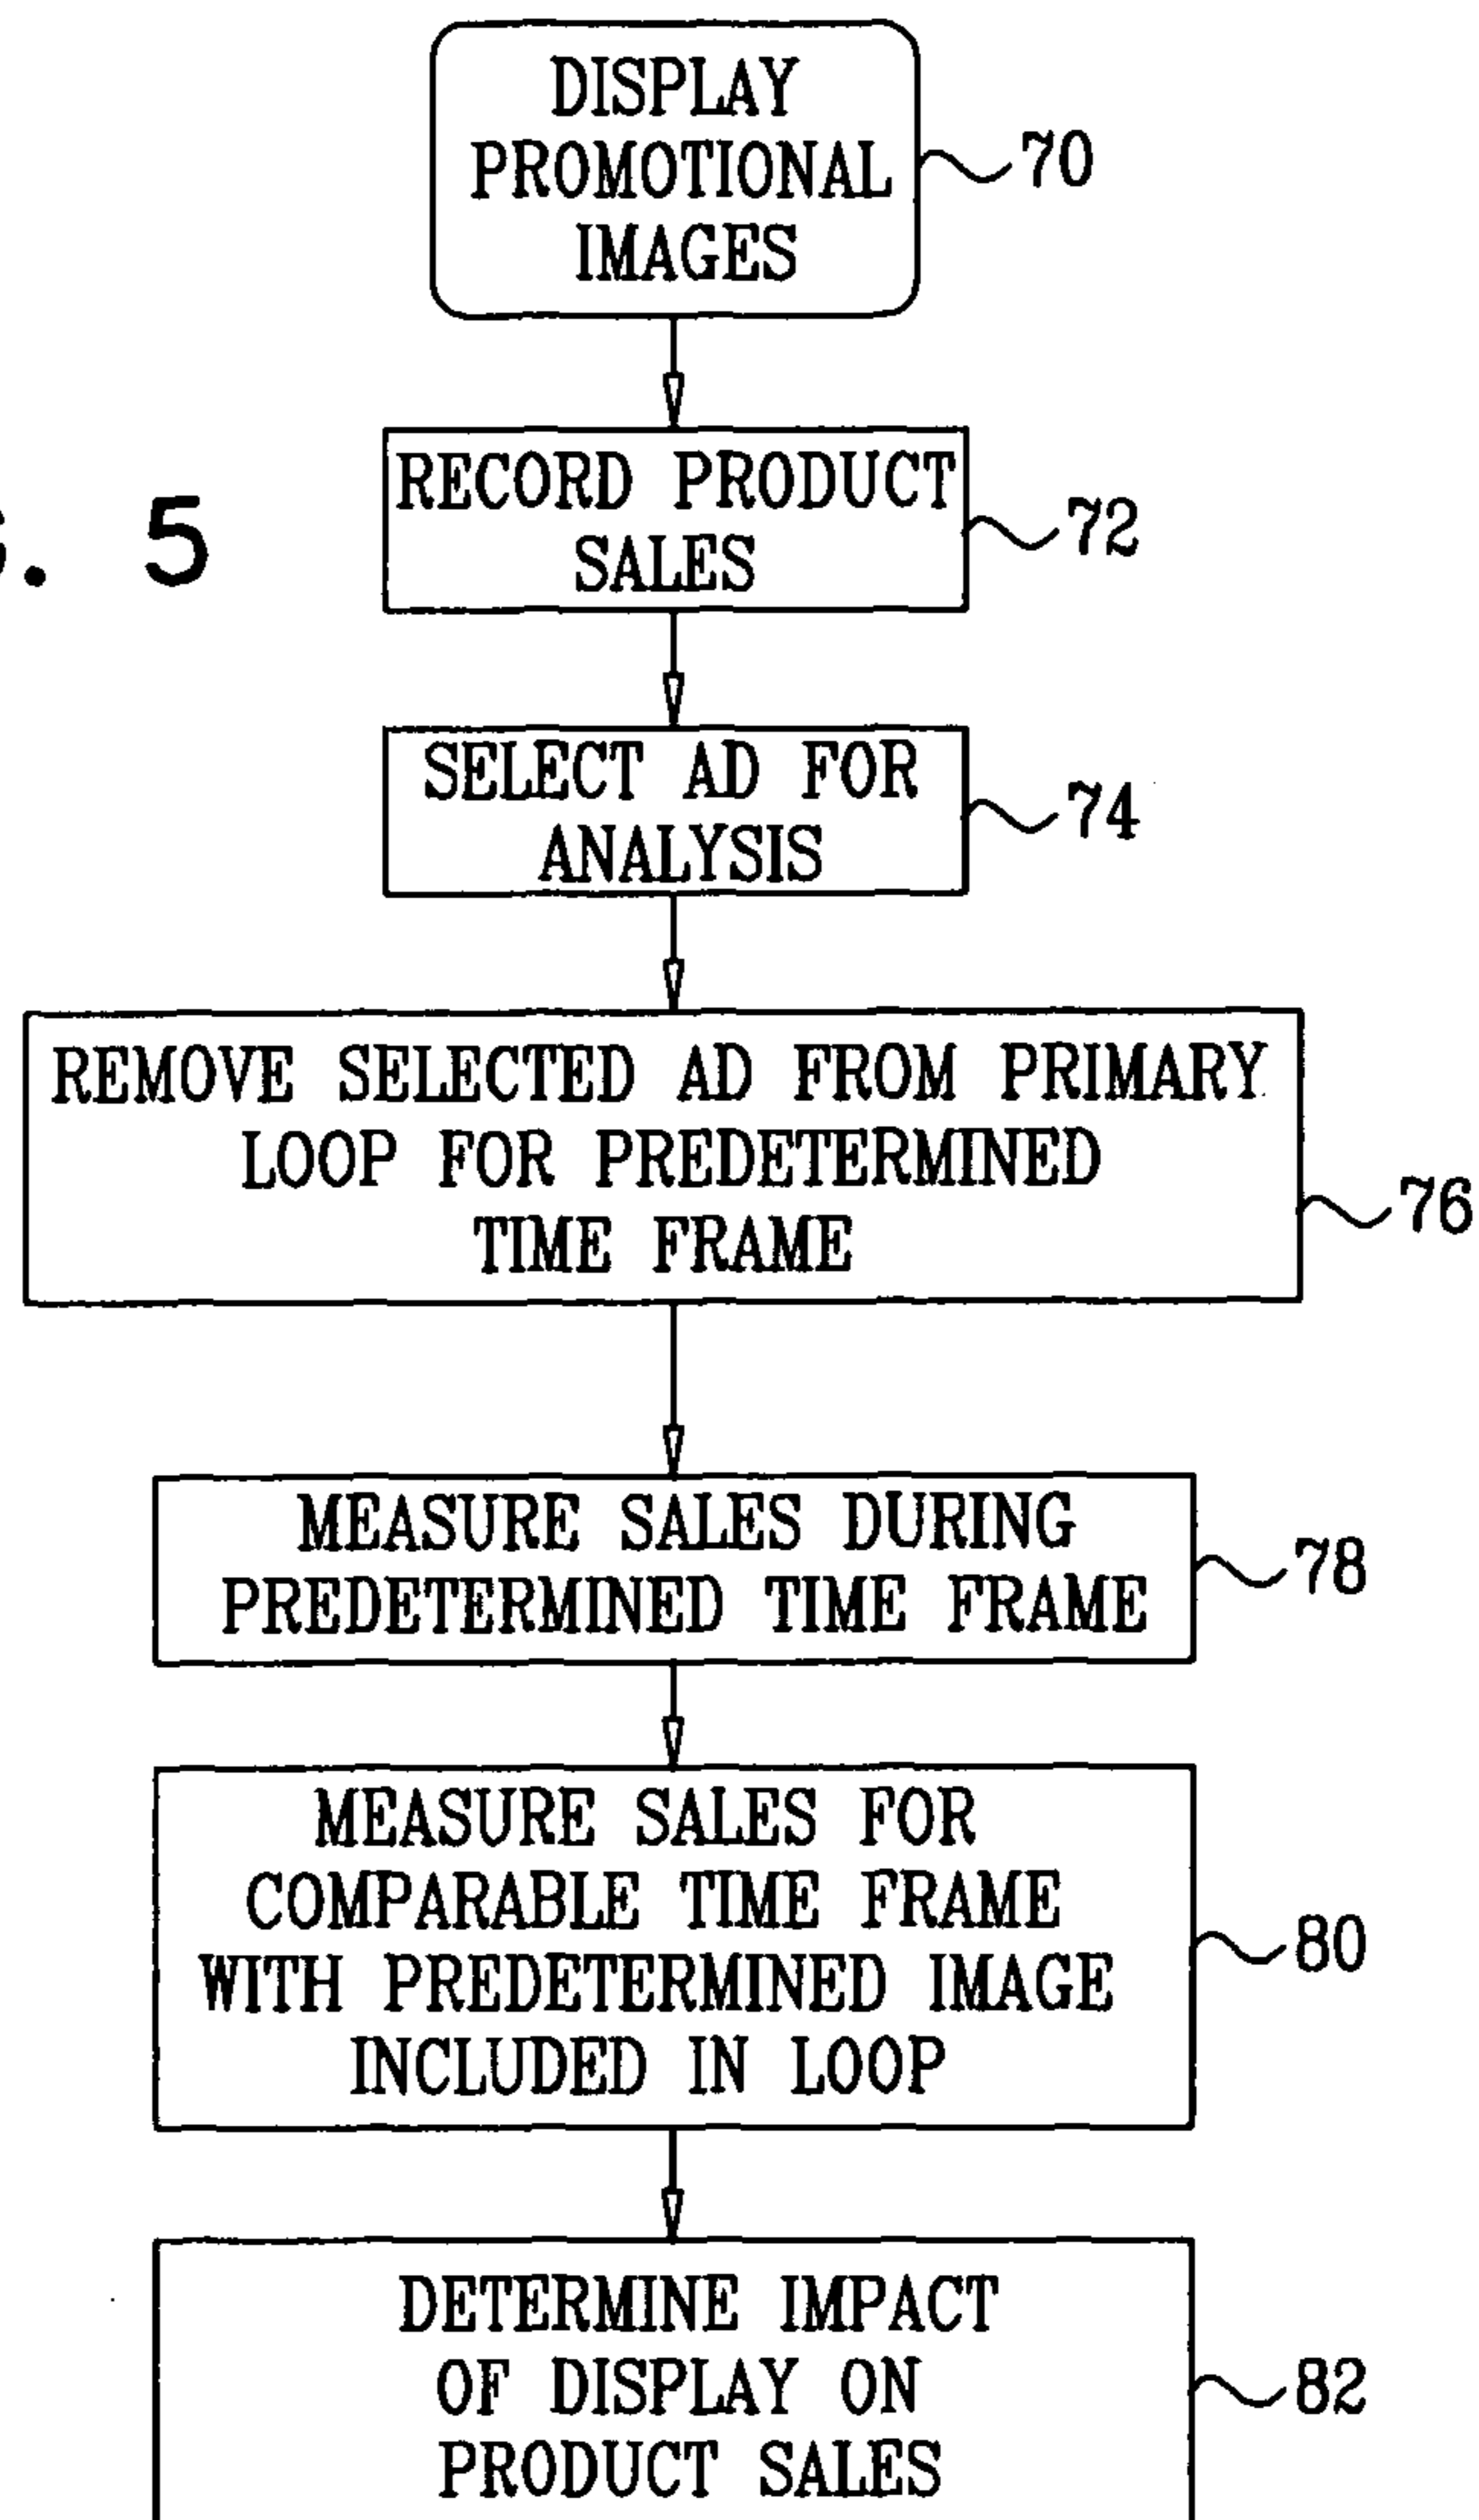 DISPLAY
PROMOTIONAL
IMAGES
70
RECORD PRODUCT
SALES
72
. 5
SELECT AD FOR
ANALYSIS
74
REMOVE SELECTED AD FROM PRIMARY
LOOP FOR PREDETERMINED
TIME FRAME
76
MEASURE SALES DURING
PREDETERMINED TIME FRAME
78
MEASURE SALES FOR
COMPARABLE TIME FRAME
WITH PREDETERMINED IMAGE
INCLUDED IN LOOP
80
DETERMINE IMPACT
OF DISPLAY ON
PRODUCT SALES
82